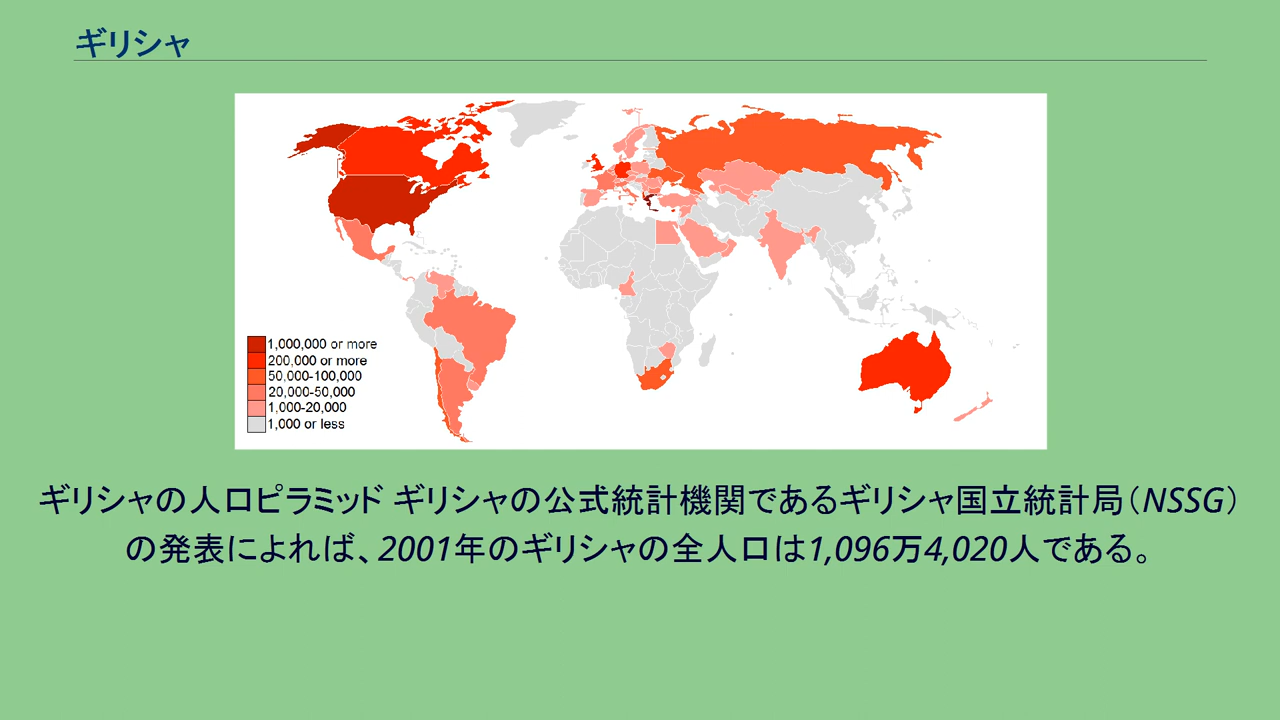 ギリシャ
1,000,000 or more
200,000 or more
50,000-100,000
20,000-50,000
1,000-20,000
1,000 or less
ギリシャの人口ピラミッド ギリシャの公式統計機関であるギリシャ国立統計局（NSSG）
の発表によれば、2001年のギリシャの全人口は1,096万4,020人である。